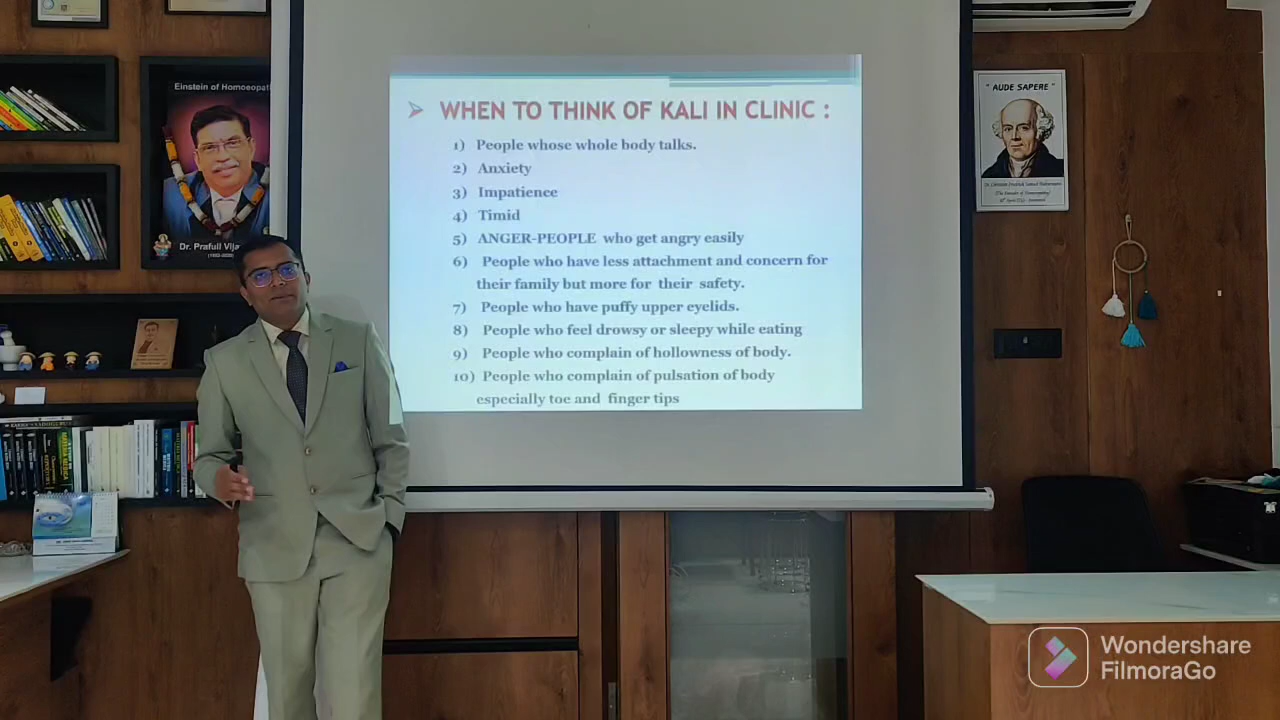 Einstein of Homoeopat
Dr. Prafull Vija
" AUDE SAPERE "
WHEN TO THINK OF KALI IN CLINIC :
1) People whose whole body talks.
2) Anxiety
3) Impatience
4) Timid
5) ANGER-PEOPLE who get angry easily
6) People who have less attachment and concern for
their family but more for their safety.
7) People who have puffy upper eyelids.
8) People who feel drowsy or sleepy while eating
9) People who complain of hollowness of body.
10) People who complain of pulsation of body
especially toe and finger tips
Wondershare
FilmoraGo